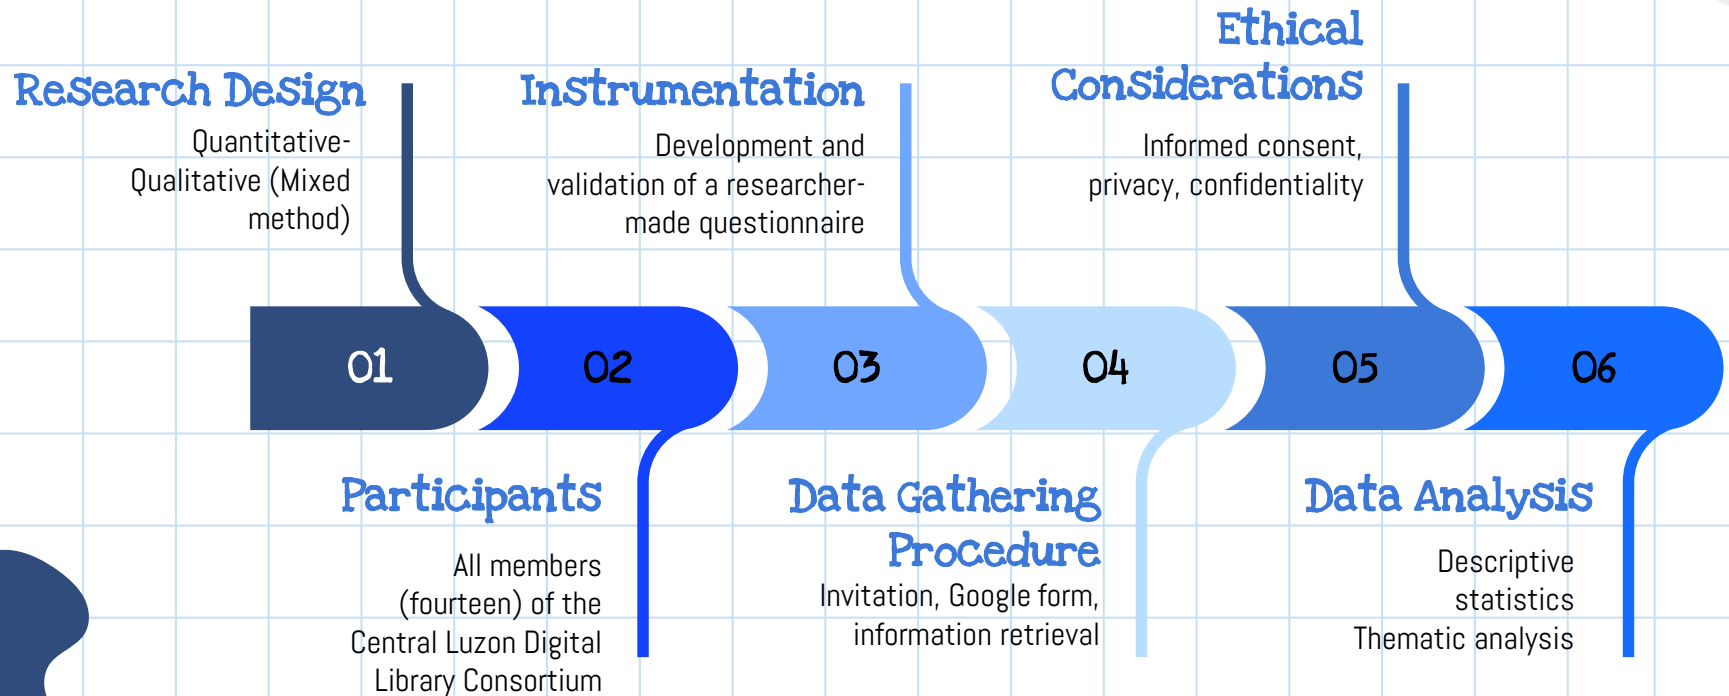 Research Design
Quantitative-
Qualitative (Mixed
method)
Instrumentation
Development and
validation of a researcher-
made questionnaire
Ethical
Considerations
Informed consent,
privacy, confidentiality
01
02
03
04
05
06
Participants
All members
(fourteen) of the
Central Luzon Digital
Library Consortium
Data Gathering
Procedure
Invitation, Google form,
information retrieval
Data Analysis
Descriptive
statistics
Thematic analysis